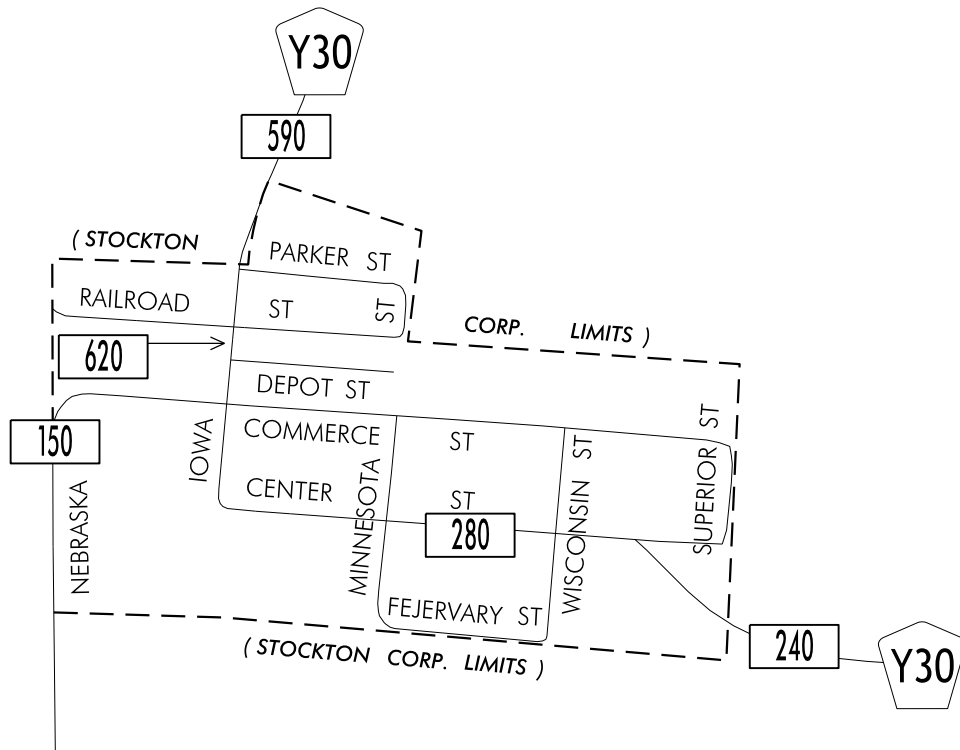 Y30
590
( STOCKTON
PARKER ST
RAILROAD ST ST
CORP. LIMITS )
620
DEPOT ST
150
IOWA
COMMERCE ST
CENTER ST
NEBRASKA
MINNESOTA
280
WISCONSIN ST
SUPERIOR ST
FEJERVARY ST
( STOCKTON CORP. LIMITS )
240
Y30